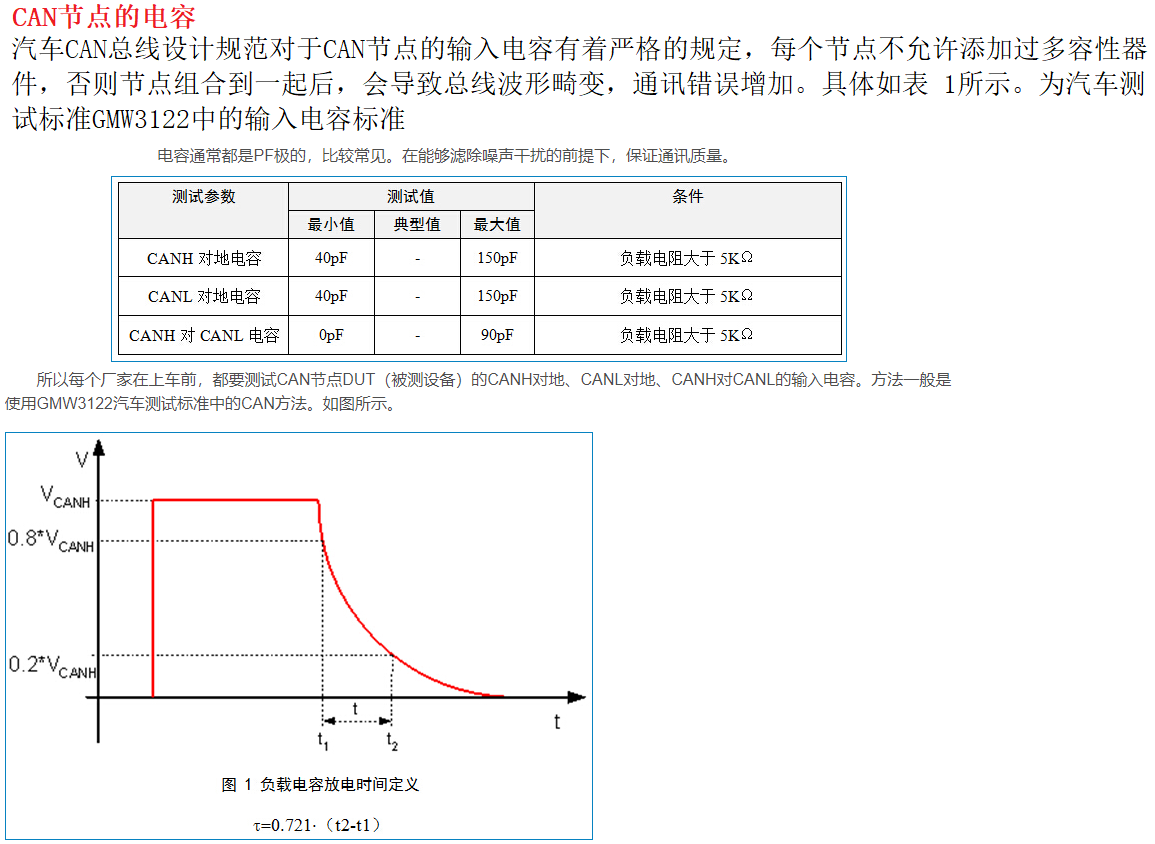 CAN节点的电容
汽车CAN总线设计规范对于CAN节点的输入电容有着严格的规定，每个节点不允许添加过多容性器
件，否则节点组合到一起后，会导致总线波形畸变，通讯错误增加。具体如表 1所示。为汽车测
试标准GMW3122中的输入电容标准
电容通常都是PF极的，比较常见。在能够滤除噪声干扰的前提下，保证通讯质量。
测试参数 测试值 条件
最小值 典型值 最大值
CANH 对地电容 40pF - 150pF 负载电阻大于 5KΩ
CANL 对地电容 40pF - 150pF 负载电阻大于 5KΩ
CANH 对 CANL 电容 0pF - 90pF 负载电阻大于 5KΩ
所以每个厂家在上车前，都要测试CAN节点DUT（被测设备）的CANH对地、CANL对地、CANH对CANL的输入电容。方法一般是
使用GMW3122汽车测试标准中的CAN方法。如图所示。
V
VCANH
0.8*VCANH
0.2*VCANH
t
t
t1 t2
图 1 负载电容放电时间定义
τ=0.721·（t2-t1）